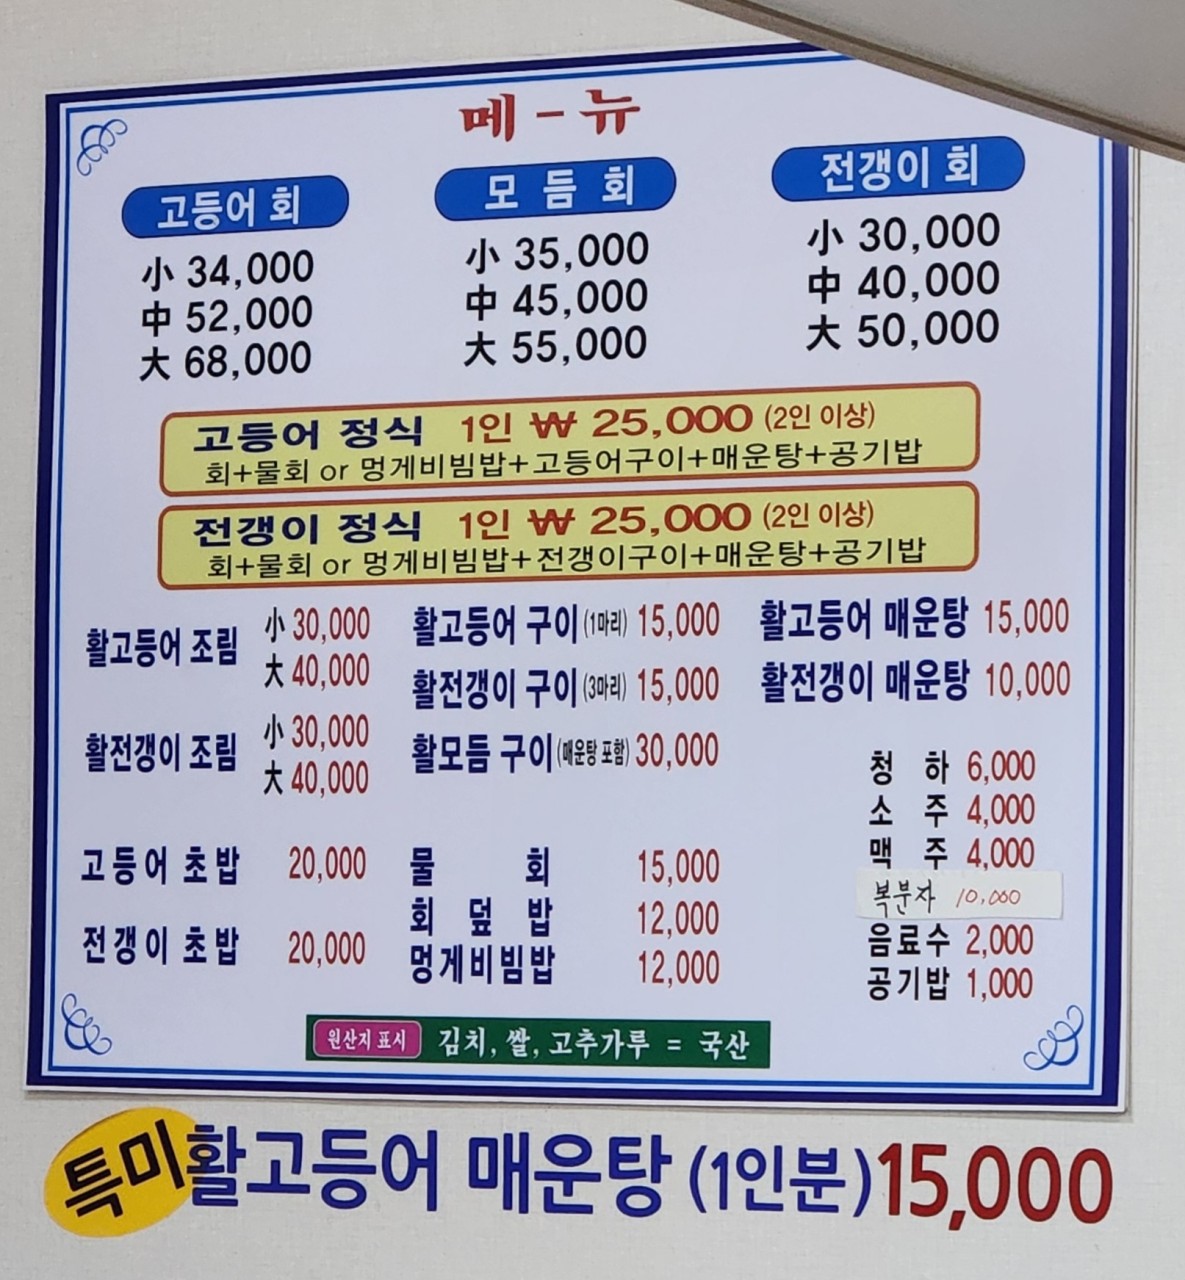 메-뉴
고등어 회
小 34,000
中 52,000
大 68,000
모 듬 회
小 35,000
中 45,000
大 55,000
전갱이 회
小 30,000
中 40,000
大 50,000
고등어 정식 1인 ₩ 25,000 (2인 이상)
회+물회 or 멍게비빔밥+고등어구이+매운탕+공기밥
전갱이 정식 1인 ₩ 25,000 (2인 이상)
회+물회 or 멍게비빔밥+전갱이구이+매운탕+공기밥
활고등어 조림 小 30,000
大 40,000
활전갱이 조림 小 30,000
大 40,000
고등어 초밥 20,000
전갱이 초밥 20,000
활고등어 구이(1마리) 15,000
활전갱이 구이(3마리) 15,000
활모듬 구이(매운탕 포함) 30,000
물 회 15,000
회 덮 밥 12,000
멍게비빔밥 12,000
활고등어 매운탕 15,000
활전갱이 매운탕 10,000
청 하 6,000
소 주 4,000
맥 주 4,000
복분자 10,000
음료수 2,000
공기밥 1,000
원산지 표시 김치, 쌀, 고추가루 = 국산
특미 활고등어 매운탕 (1인분) 15,000